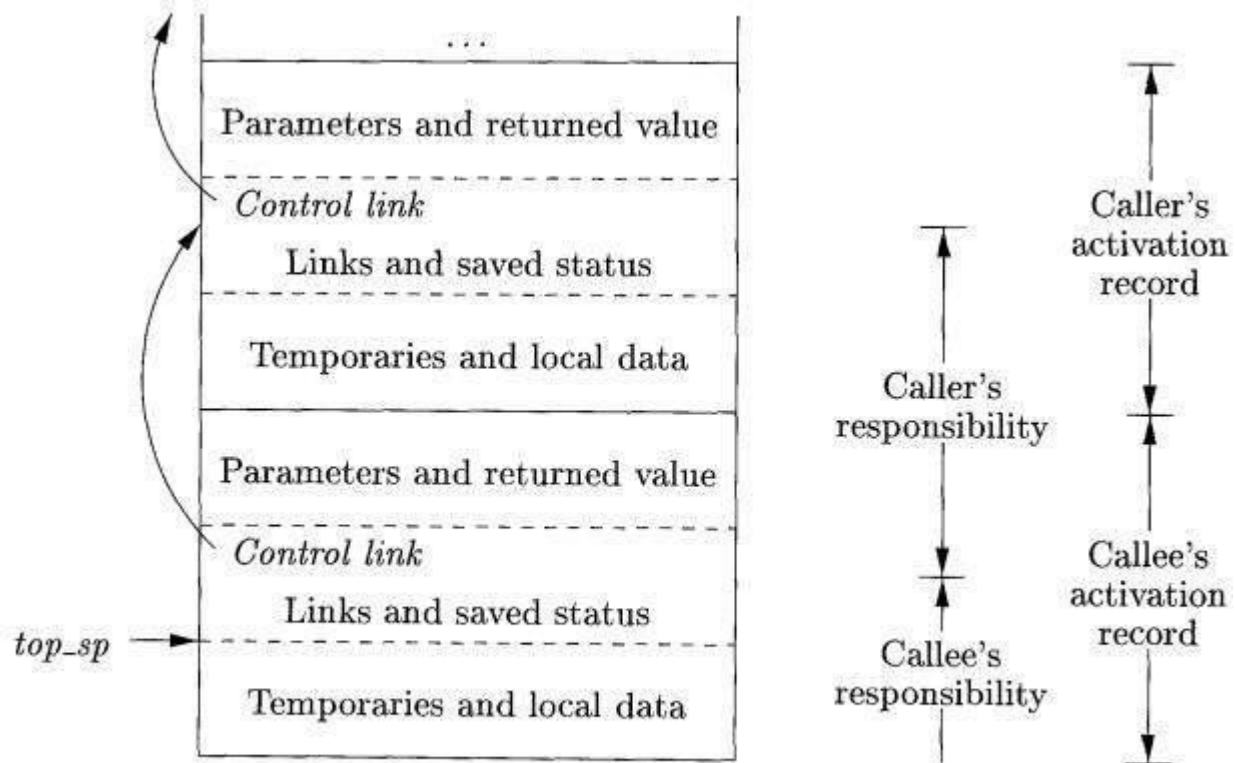 ...
Parameters and returned value
Control link
Links and saved status
Temporaries and local data
Parameters and returned value
Control link
Links and saved status
top_sp
Temporaries and local data
Caller's
responsibility
Callee's
responsibility
Caller's
activation
record
Callee's
activation
record